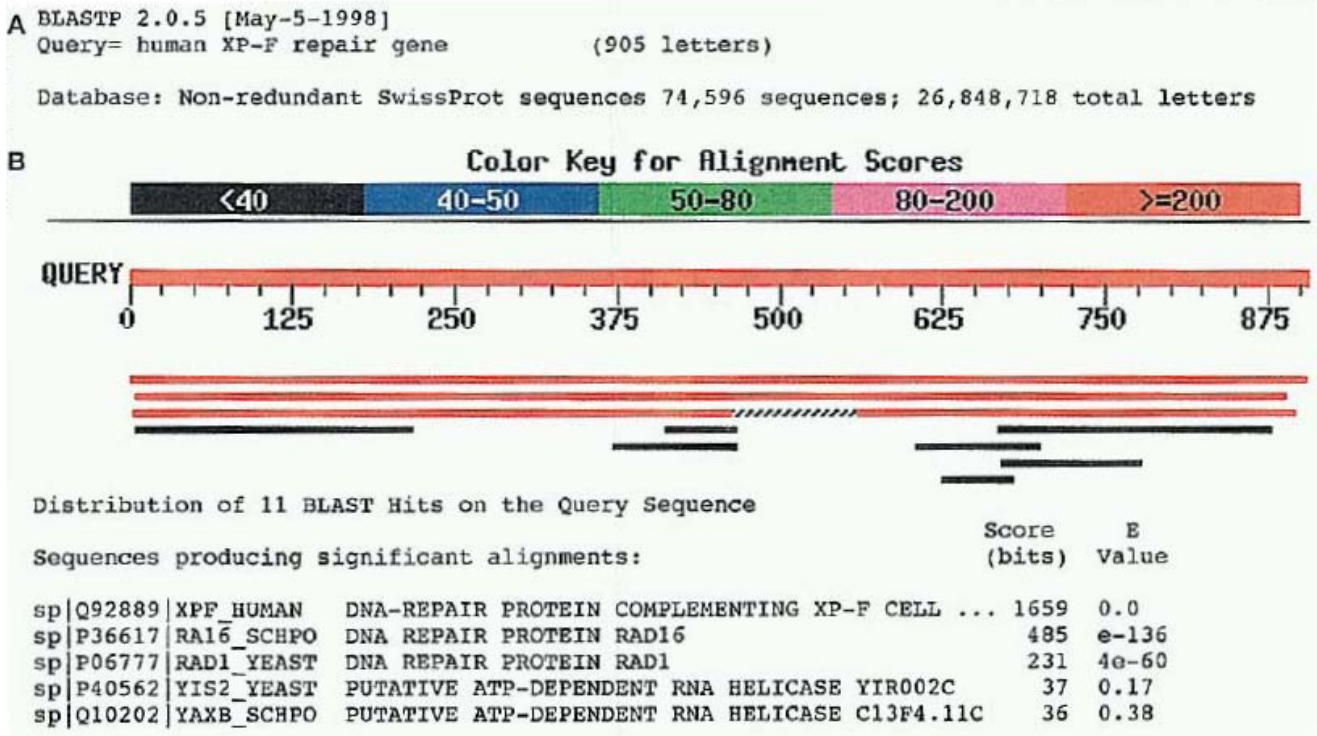 A BLASTP 2.0.5 [May-5-1998]
Query= human XP-F repair gene (905 letters)
Database: Non-redundant SwissProt sequences 74,596 sequences; 26,848,718 total letters
B Color Key for Alignment Scores
<40 40-50 50-80 80-200 >=200
QUERY
0 125 250 375 500 625 750 875
Distribution of 11 BLAST Hits on the Query Sequence
Score E
Sequences producing significant alignments: (bits) Value
sp|Q92889|XPF_HUMAN DNA-REPAIR PROTEIN COMPLEMENTING XP-F CELL ... 1659 0.0
sp|P36617|RA16_SCHPO DNA REPAIR PROTEIN RAD16 485 e-136
sp|P06777|RAD1_YEAST DNA REPAIR PROTEIN RAD1 231 4e-60
sp|P40562|YIS2_YEAST PUTATIVE ATP-DEPENDENT RNA HELICASE YIR002C 37 0.17
sp|Q10202|YAXB_SCHPO PUTATIVE ATP-DEPENDENT RNA HELICASE C13F4.11C 36 0.38